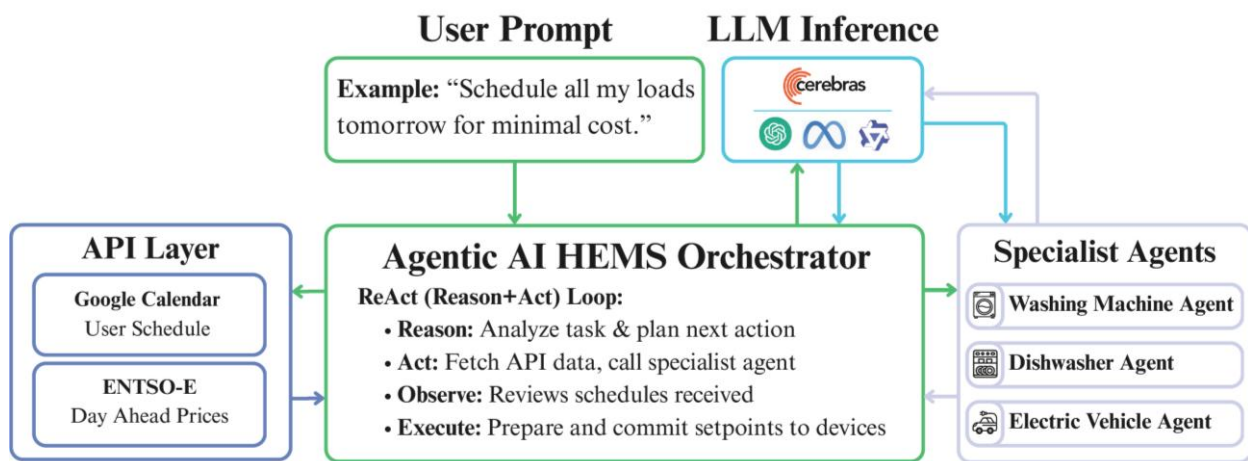 User Prompt
Example: “Schedule all my loads
tomorrow for minimal cost.”
LLM Inference
cerebras
API Layer
Google Calendar
User Schedule
ENTSO-E
Day Ahead Prices
Agentic AI HEMS Orchestrator
ReAct (Reason+Act) Loop:
• Reason: Analyze task & plan next action
• Act: Fetch API data, call specialist agent
• Observe: Reviews schedules received
• Execute: Prepare and commit setpoints to devices
Specialist Agents
Washing Machine Agent
Dishwasher Agent
Electric Vehicle Agent